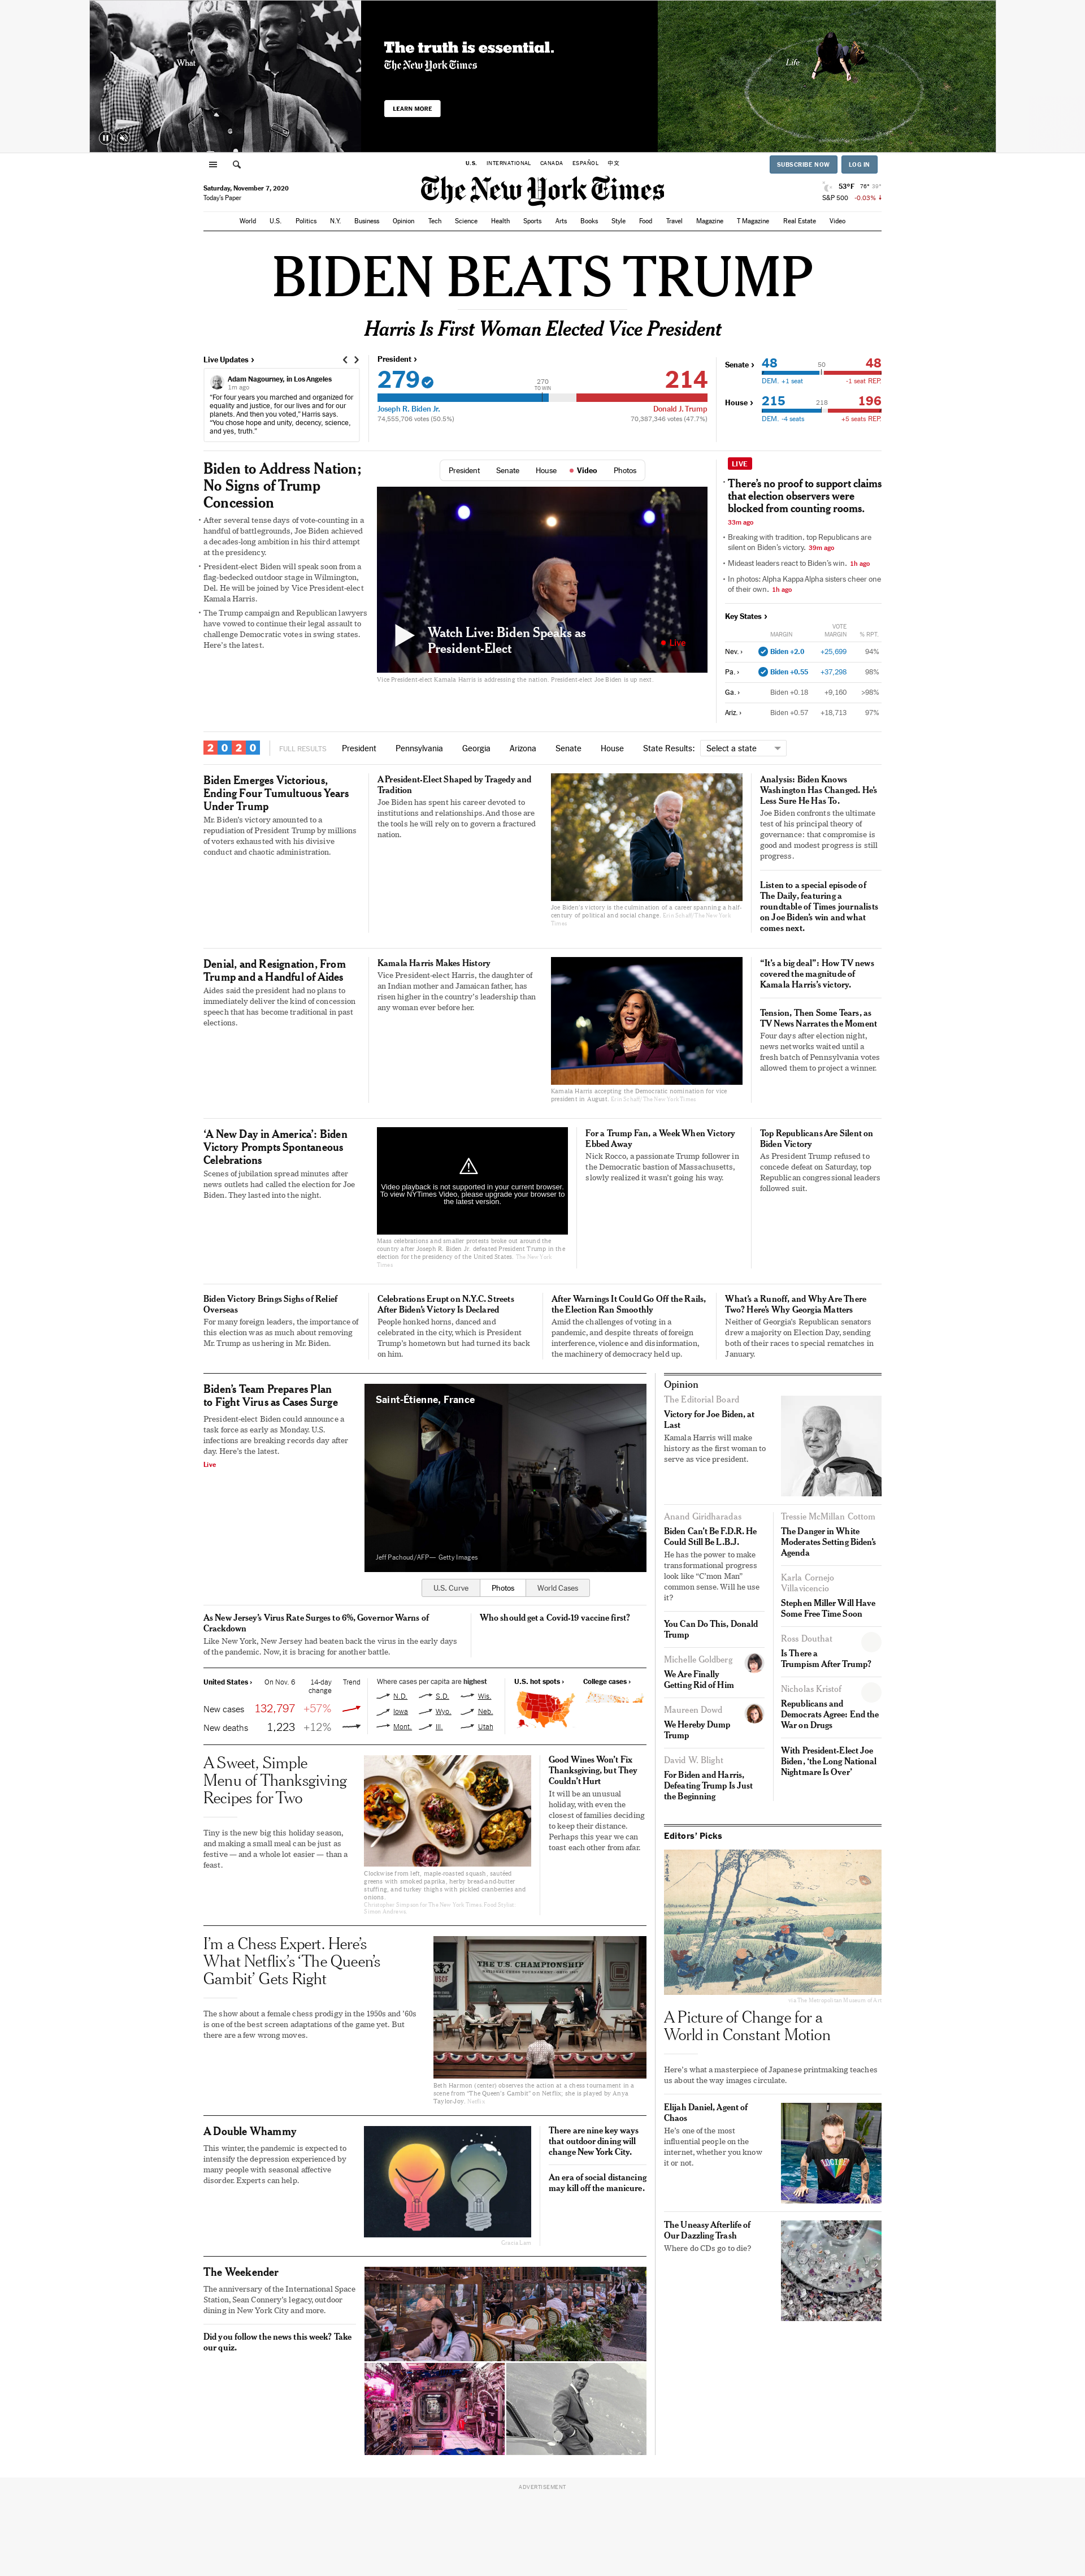 What
The truth is essential.
The New York Times
LEARN MORE
Life
U.S. INTERNATIONAL CANADA ESPAÑOL 中文
SUBSCRIBE NOW LOG IN
Saturday, November 7, 2020
Today's Paper
The New York Times
53°F 76° 39°
S&P 500 -0.03%
World U.S. Politics N.Y. Business Opinion Tech Science Health Sports Arts Books Style Food Travel Magazine T Magazine Real Estate Video
BIDEN BEATS TRUMP
Harris Is First Woman Elected Vice President
Live Updates ›
Adam Nagourney, in Los Angeles
1m ago
“For four years you marched and organized for
equality and justice, for our lives and for our
planets. And then you voted,” Harris says.
“You chose hope and unity, decency, science,
and yes, truth.”
President ›
279
270
TO WIN
214
Joseph R. Biden Jr.
Donald J. Trump
74,555,706 votes (50.5%)
70,387,346 votes (47.7%)
Senate ›
48 50 48
DEM. +1 seat -1 seat REP.
House ›
215 218 196
DEM. -4 seats +5 seats REP.
Biden to Address Nation;
No Signs of Trump
Concession
• After several tense days of vote-counting in a
handful of battlegrounds, Joe Biden achieved
a decades-long ambition in his third attempt
at the presidency.
• President-elect Biden will speak soon from a
flag-bedecked outdoor stage in Wilmington,
Del. He will be joined by Vice President-elect
Kamala Harris.
• The Trump campaign and Republican lawyers
have vowed to continue their legal assault to
challenge Democratic votes in swing states.
Here's the latest.
President Senate House Video Photos
Watch Live: Biden Speaks as
President-Elect
Live
Vice President-elect Kamala Harris is addressing the nation. President-elect Joe Biden is up next.
LIVE
• There's no proof to support claims
that election observers were
blocked from counting rooms.
33m ago
• Breaking with tradition, top Republicans are
silent on Biden's victory. 39m ago
• Mideast leaders react to Biden's win. 1h ago
• In photos: Alpha Kappa Alpha sisters cheer one
of their own. 1h ago
Key States ›
MARGIN VOTE MARGIN % RPT.
Nev. › Biden +2.0 +25,699 94%
Pa. › Biden +0.55 +37,298 98%
Ga. › Biden +0.18 +9,160 >98%
Ariz. › Biden +0.57 +18,713 97%
2020 FULL RESULTS President Pennsylvania Georgia Arizona Senate House State Results: Select a state
Biden Emerges Victorious,
Ending Four Tumultuous Years
Under Trump
Mr. Biden's victory amounted to a
repudiation of President Trump by millions
of voters exhausted with his divisive
conduct and chaotic administration.
A President-Elect Shaped by Tragedy and
Tradition
Joe Biden has spent his career devoted to
institutions and relationships. And those are
the tools he will rely on to govern a fractured
nation.
Joe Biden's victory is the culmination of a career spanning a half-
century of political and social change. Erin Schaff/The New York
Times
Analysis: Biden Knows
Washington Has Changed. He's
Less Sure He Has To.
Joe Biden confronts the ultimate
test of his principal theory of
governance: that compromise is
good and modest progress is still
progress.
Listen to a special episode of
The Daily, featuring a
roundtable of Times journalists
on Joe Biden's win and what
comes next.
Denial, and Resignation, From
Trump and a Handful of Aides
Aides said the president had no plans to
immediately deliver the kind of concession
speech that has become traditional in past
elections.
Kamala Harris Makes History
Vice President-elect Harris, the daughter of
an Indian mother and Jamaican father, has
risen higher in the country's leadership than
any woman ever before her.
Kamala Harris accepting the Democratic nomination for vice
president in August. Erin Schaff/The New York Times
“It's a big deal”: How TV news
covered the magnitude of
Kamala Harris's victory.
Tension, Then Some Tears, as
TV News Narrates the Moment
Four days after election night,
news networks waited until a
fresh batch of Pennsylvania votes
allowed them to project a winner.
‘A New Day in America’: Biden
Victory Prompts Spontaneous
Celebrations
Scenes of jubilation spread minutes after
news outlets had called the election for Joe
Biden. They lasted into the night.
Video playback is not supported in your current browser.
To view NYTimes Video, please upgrade your browser to
the latest version.
Mass celebrations and smaller protests broke out around the
country after Joseph R. Biden Jr. defeated President Trump in the
election for the presidency of the United States. The New York
Times
For a Trump Fan, a Week When Victory
Ebbed Away
Nick Rocco, a passionate Trump follower in
the Democratic bastion of Massachusetts,
slowly realized it wasn't going his way.
Top Republicans Are Silent on
Biden Victory
As President Trump refused to
concede defeat on Saturday, top
Republican congressional leaders
followed suit.
Biden Victory Brings Sighs of Relief
Overseas
For many foreign leaders, the importance of
this election was as much about removing
Mr. Trump as ushering in Mr. Biden.
Celebrations Erupt on N.Y.C. Streets
After Biden's Victory Is Declared
People honked horns, danced and
celebrated in the city, which is President
Trump's hometown but had turned its back
on him.
After Warnings It Could Go Off the Rails,
the Election Ran Smoothly
Amid the challenges of voting in a
pandemic, and despite threats of foreign
interference, violence and disinformation,
the machinery of democracy held up.
What's a Runoff, and Why Are There
Two? Here's Why Georgia Matters
Neither of Georgia's Republican senators
drew a majority on Election Day, sending
both of their races to special rematches in
January.
Biden's Team Prepares Plan
to Fight Virus as Cases Surge
President-elect Biden could announce a
task force as early as Monday. U.S.
infections are breaking records day after
day. Here's the latest.
Live
Saint-Étienne, France
Jeff Pachoud/AFP— Getty Images
U.S. Curve Photos World Cases
As New Jersey's Virus Rate Surges to 6%, Governor Warns of
Crackdown
Like New York, New Jersey had beaten back the virus in the early days
of the pandemic. Now, it is bracing for another battle.
Who should get a Covid-19 vaccine first?
United States › On Nov. 6 14-day change Trend
New cases 132,797 +57%
New deaths 1,223 +12%
Where cases per capita are highest
N.D. S.D. Wis.
Iowa Wyo. Neb.
Mont. Ill. Utah
U.S. hot spots ›
College cases ›
A Sweet, Simple
Menu of Thanksgiving
Recipes for Two
Tiny is the new big this holiday season,
and making a small meal can be just as
festive — and a whole lot easier — than a
feast.
Clockwise from left, maple-roasted squash, sautéed
greens with smoked paprika, herby bread-and-butter
stuffing, and turkey thighs with pickled cranberries and
onions.
Christopher Simpson for The New York Times. Food Stylist:
Simon Andrews.
Good Wines Won't Fix
Thanksgiving, but They
Couldn't Hurt
It will be an unusual
holiday, with even the
closest of families deciding
to keep their distance.
Perhaps this year we can
toast each other from afar.
I'm a Chess Expert. Here's
What Netflix's ‘The Queen's
Gambit’ Gets Right
The show about a female chess prodigy in the 1950s and '60s
is one of the best screen adaptations of the game yet. But
there are a few wrong moves.
USCF
THE U.S. CHAMPIONSHIP
Beth Harmon (center) observes the action at a chess tournament in a
scene from "The Queen's Gambit" on Netflix; she is played by Anya
Taylor-Joy. Netflix
A Double Whammy
This winter, the pandemic is expected to
intensify the depression experienced by
many people with seasonal affective
disorder. Experts can help.
Gracia Lam
There are nine key ways
that outdoor dining will
change New York City.
An era of social distancing
may kill off the manicure.
The Weekender
The anniversary of the International Space
Station, Sean Connery's legacy, outdoor
dining in New York City and more.
Did you follow the news this week? Take
our quiz.
Opinion
The Editorial Board
Victory for Joe Biden, at
Last
Kamala Harris will make
history as the first woman to
serve as vice president.
Anand Giridharadas
Biden Can't Be F.D.R. He
Could Still Be L.B.J.
He has the power to make
transformational progress
look like “C'mon Man”
common sense. Will he use
it?
You Can Do This, Donald
Trump
Michelle Goldberg
We Are Finally
Getting Rid of Him
Maureen Dowd
We Hereby Dump
Trump
David W. Blight
For Biden and Harris,
Defeating Trump Is Just
the Beginning
Tressie McMillan Cottom
The Danger in White
Moderates Setting Biden's
Agenda
Karla Cornejo
Villavicencio
Stephen Miller Will Have
Some Free Time Soon
Ross Douthat
Is There a
Trumpism After Trump?
Nicholas Kristof
Republicans and
Democrats Agree: End the
War on Drugs
With President-Elect Joe
Biden, ‘the Long National
Nightmare Is Over’
Editors' Picks
via The Metropolitan Museum of Art
A Picture of Change for a
World in Constant Motion
Here's what a masterpiece of Japanese printmaking teaches
us about the way images circulate.
Elijah Daniel, Agent of
Chaos
He's one of the most
influential people on the
internet, whether you know
it or not.
The Uneasy Afterlife of
Our Dazzling Trash
Where do CDs go to die?
ADVERTISEMENT